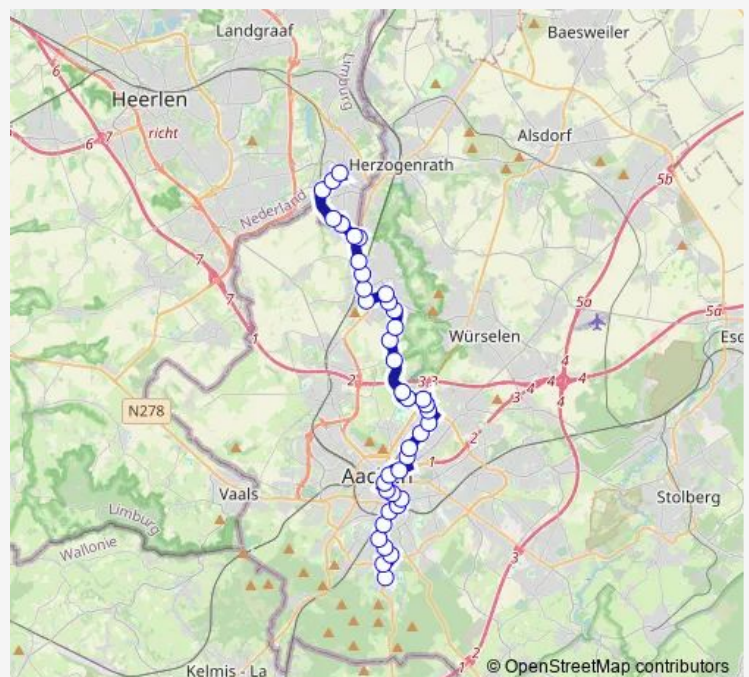 Landgraaf
Baesweiler
Limburg
6
Heerlen
6
7
richt
Alsdorf
Herzogenrath
5b
Nederland
7
7
5a
5a
1
Würselen
Esc
4
2
3
3
4
4
3
4
4
N278
2
1
Vaals
Stolberg
Limburg
Wallonie
3
Kelmis - La
1
2
© OpenStreetMap contributors